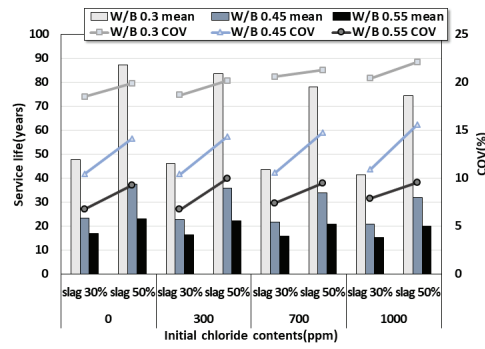 W/B 0.3 mean W/B 0.45 mean W/B 0.55 mean
W/B 0.3 COV W/B 0.45 COV W/B 0.55 COV
100
90
80
70
60
50
40
30
20
10
0
Service life(years)
25
20
15
10
5
0
COV(%)
slag 30% slag 50% slag 30% slag 50% slag 30% slag 50% slag 30% slag 50%
0 300 700 1000
Initial chloride contents(ppm)